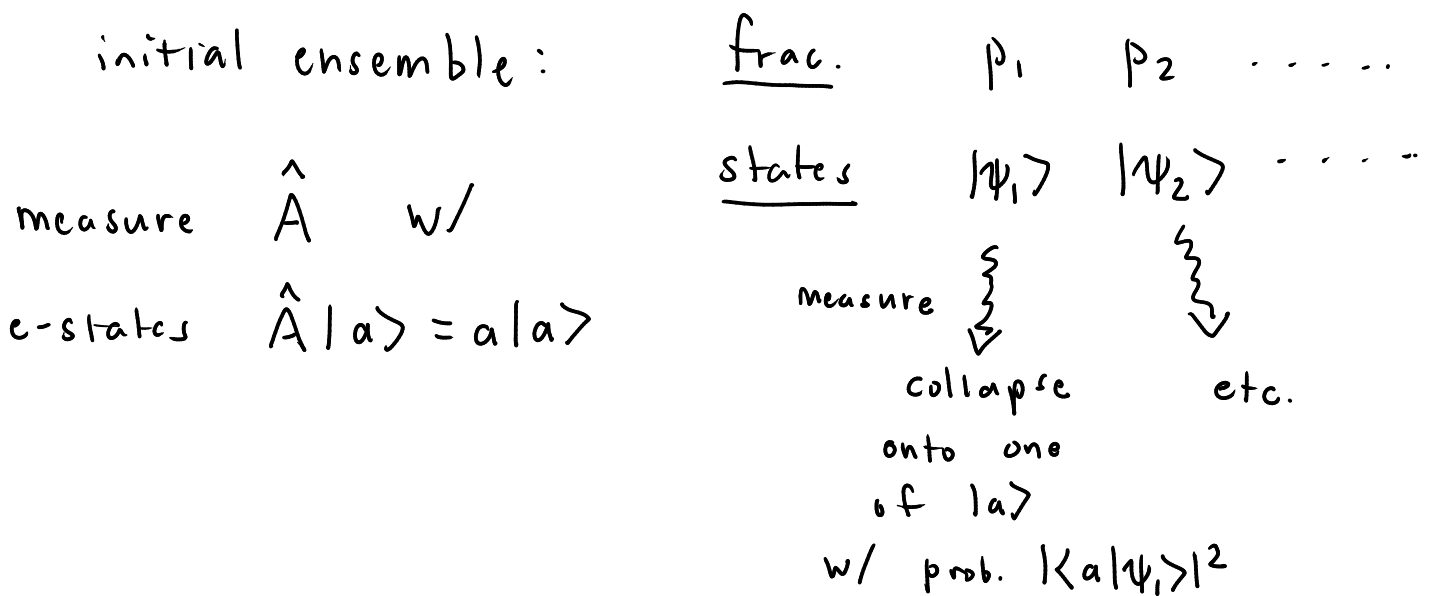 initial ensemble:
measure Â w/
e-states Â|a> = a|a>
frac. p₁ p₂ .....
states |ψ₁> |ψ₂> ....
measure
collapse etc.
onto one
of |a>
w/ prob. |<a|ψ₁>|²